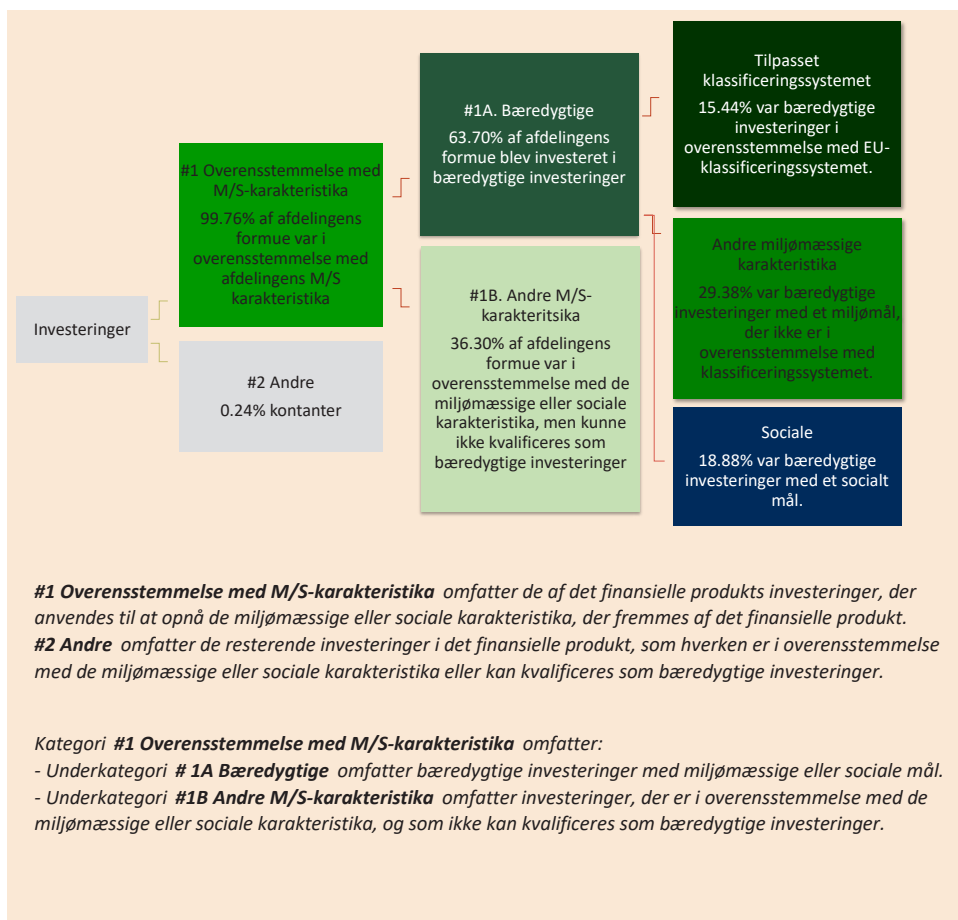 Investeringer
#1 Overensstemmelse med
M/S-karakteristika
99.76% af afdelingens
formue var i
overensstemmelse med
afdelingens M/S
karakteristika
#2 Andre
0.24% kontanter
#1A. Bæredygtige
63.70% af afdelingens
formue blev investeret i
bæredygtige investeringer
#1B. Andre M/S-
karakteritsika
36.30% af afdelingens
formue var i
overensstemmelse med de
miljømæssige eller sociale
karakteristika, men kunne
ikke kvalificeres som
bæredygtige investeringer
Tilpasset
klassificeringssystemet
15.44% var bæredygtige
investeringer i
overensstemmelse med EU-
klassificeringssystemet.
Andre miljømæssige
karakteristika
29.38% var bæredygtige
investeringer med et miljømål,
der ikke er i
overensstemmelse med
klassificeringssystemet.
Sociale
18.88% var bæredygtige
investeringer med et socialt
mål.
#1 Overensstemmelse med M/S-karakteristika omfatter de af det finansielle produkts investeringer, der
anvendes til at opnå de miljømæssige eller sociale karakteristika, der fremmes af det finansielle produkt.
#2 Andre omfatter de resterende investeringer i det finansielle produkt, som hverken er i overensstemmelse
med de miljømæssige eller sociale karakteristika eller kan kvalificeres som bæredygtige investeringer.
Kategori #1 Overensstemmelse med M/S-karakteristika omfatter:
- Underkategori # 1A Bæredygtige omfatter bæredygtige investeringer med miljømæssige eller sociale mål.
- Underkategori #1B Andre M/S-karakteristika omfatter investeringer, der er i overensstemmelse med de
miljømæssige eller sociale karakteristika, og som ikke kan kvalificeres som bæredygtige investeringer.